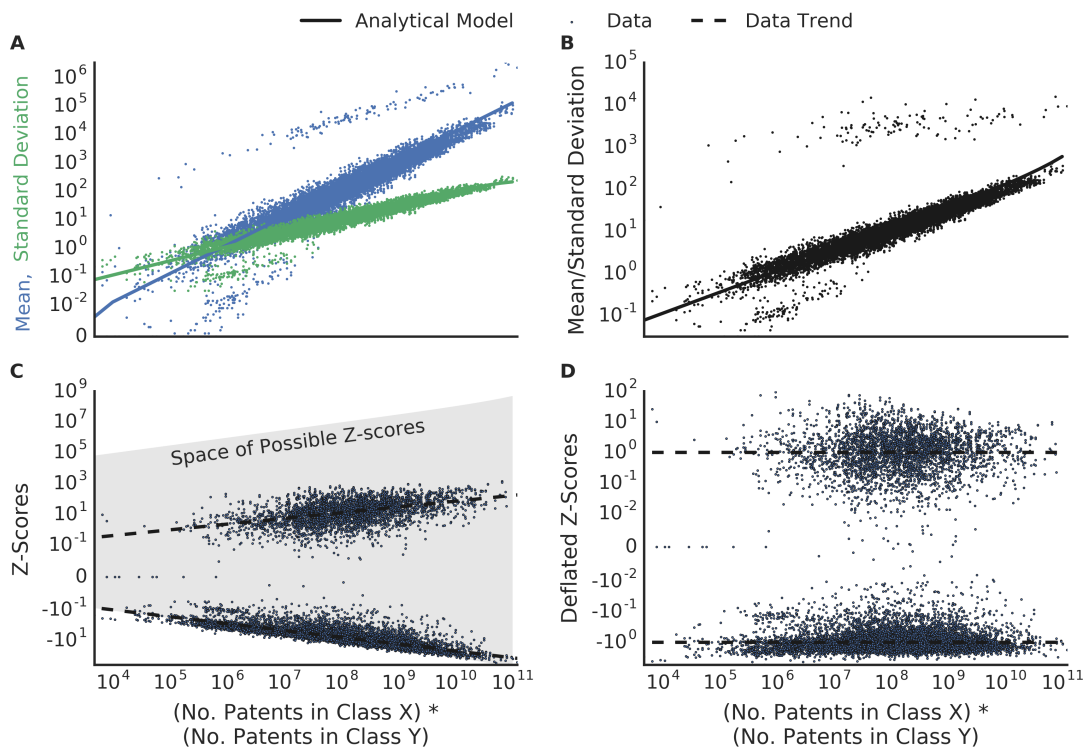 Analytical Model Data Data Trend
A
Mean, Standard Deviation
10^6
10^5
10^4
10^3
10^2
10^1
10^0
10^-1
10^-2
0
B
Mean/Standard Deviation
10^5
10^4
10^3
10^2
10^1
10^0
10^-1
C
Z-Scores
10^9
10^7
10^5
10^3
10^1
10^-1
0
-10^-1
-10^1
Space of Possible Z-scores
10^4 10^5 10^6 10^7 10^8 10^9 10^10 10^11
(No. Patents in Class X) *
(No. Patents in Class Y)
D
Deflated Z-Scores
10^2
10^1
10^0
10^-1
10^-2
0
-10^-2
-10^-1
-10^0
10^4 10^5 10^6 10^7 10^8 10^9 10^10 10^11
(No. Patents in Class X) *
(No. Patents in Class Y)